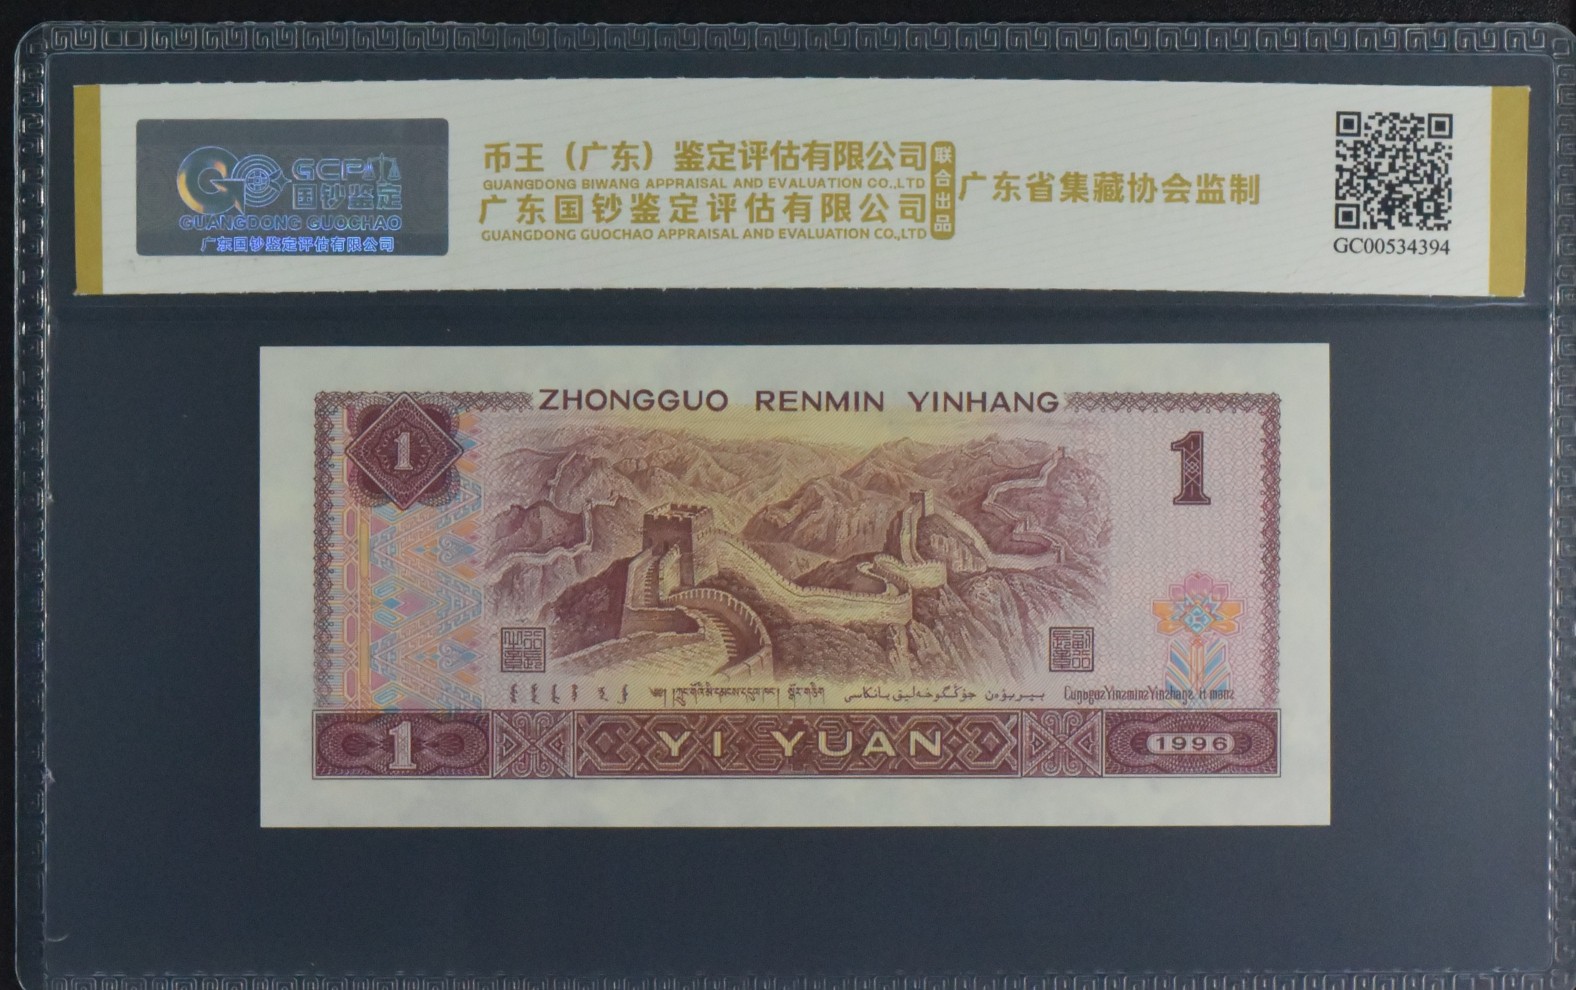 GCP
国钞鉴定
GUANGDONG GUOCHAO
广东国钞鉴定评估有限公司
币王（广东）鉴定评估有限公司
GUANGDONG BIWANG APPRAISAL AND EVALUATION CO.,LTD
广东国钞鉴定评估有限公司
GUANGDONG GUOCHAO APPRAISAL AND EVALUATION CO.,LTD
联合出品
广东省集藏协会监制
GC00534394
ZHONGGUO RENMIN YINHANG
1
1
1 YI YUAN 1996